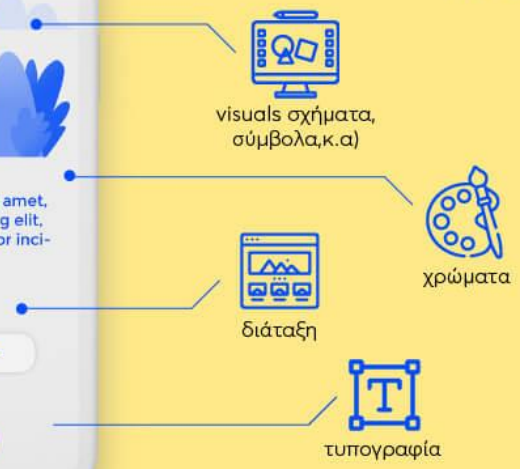 visuals σχήματα,
σύμβολα,κ.α)
amet,
g elit,
or inci-
χρώματα
διάταξη
T
τυπογραφία